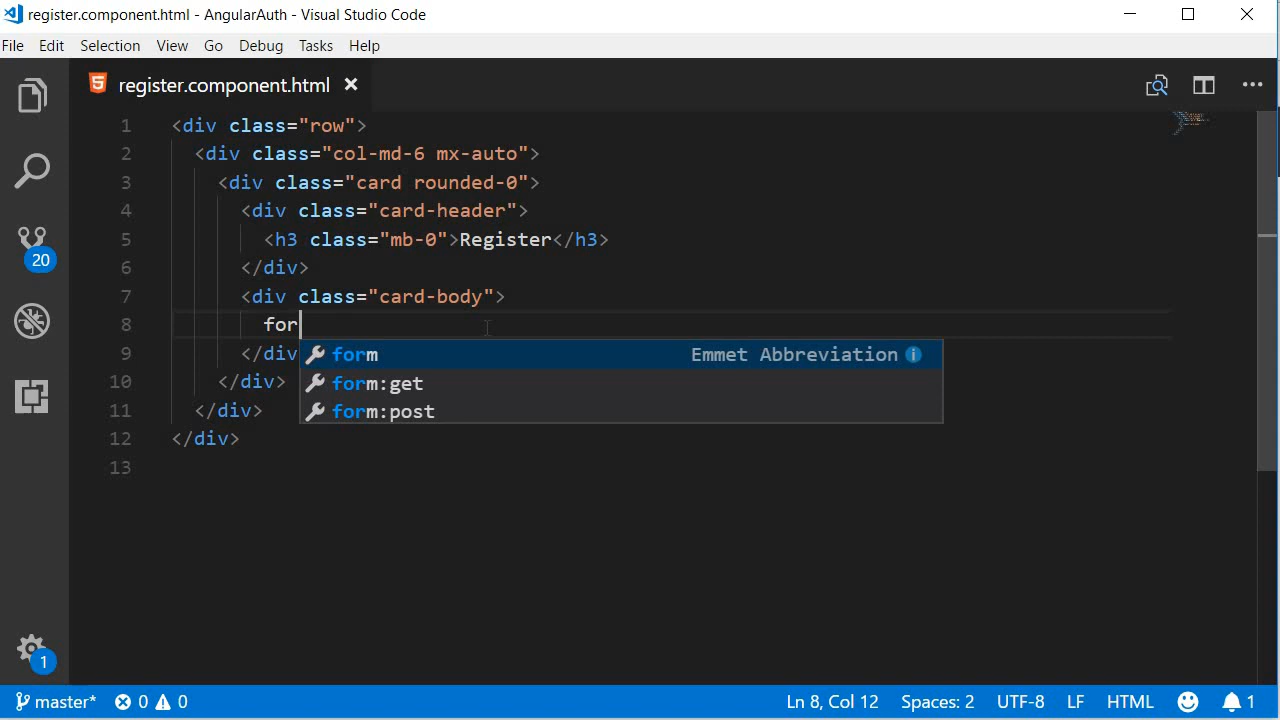 register.component.html - AngularAuth - Visual Studio Code
File Edit Selection View Go Debug Tasks Help
register.component.html
1 <div class="row">
2 <div class="col-md-6 mx-auto">
3 <div class="card rounded-0">
4 <div class="card-header">
5 <h3 class="mb-0">Register</h3>
6 </div>
7 <div class="card-body">
8 for
9 </div
form Emmet Abbreviation
form:get
10 </div>
form:post
11 </div>
12 </div>
13
20
1
master* 0 0 Ln 8, Col 12 Spaces: 2 UTF-8 LF HTML 1